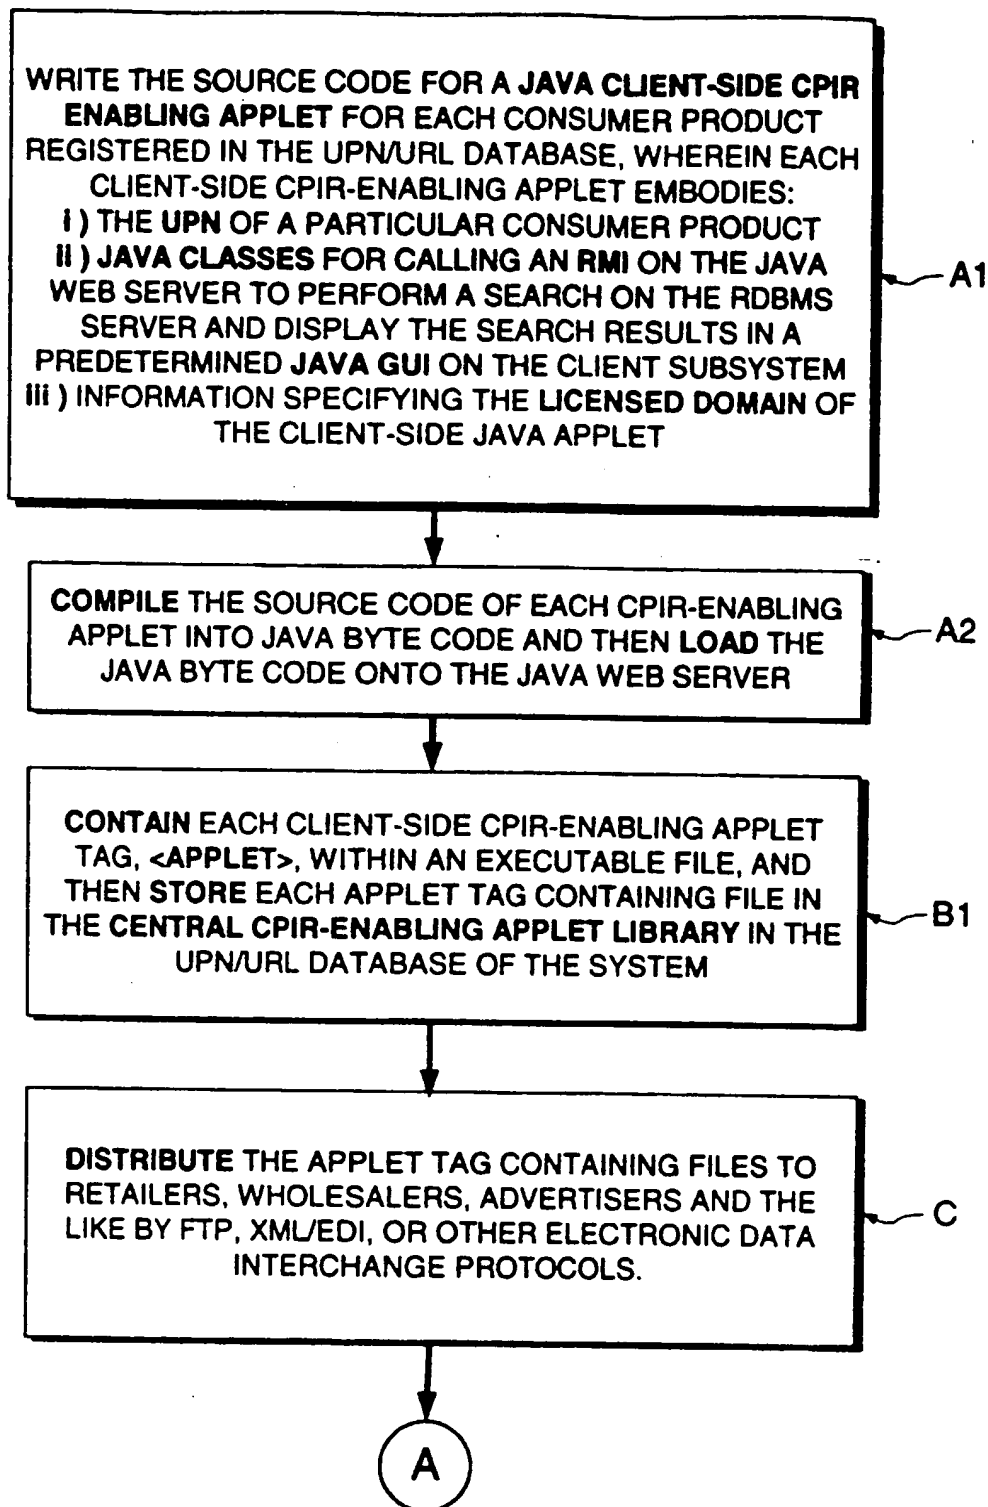 WRITE THE SOURCE CODE FOR A JAVA CLIENT-SIDE CPIR
ENABLING APPLET FOR EACH CONSUMER PRODUCT
REGISTERED IN THE UPN/URL DATABASE, WHEREIN EACH
CLIENT-SIDE CPIR-ENABLING APPLET EMBODIES:
i ) THE UPN OF A PARTICULAR CONSUMER PRODUCT
ii ) JAVA CLASSES FOR CALLING AN RMI ON THE JAVA
WEB SERVER TO PERFORM A SEARCH ON THE RDBMS
SERVER AND DISPLAY THE SEARCH RESULTS IN A
PREDETERMINED JAVA GUI ON THE CLIENT SUBSYSTEM
iii ) INFORMATION SPECIFYING THE LICENSED DOMAIN OF
THE CLIENT-SIDE JAVA APPLET
A1
COMPILE THE SOURCE CODE OF EACH CPIR-ENABLING
APPLET INTO JAVA BYTE CODE AND THEN LOAD THE
JAVA BYTE CODE ONTO THE JAVA WEB SERVER
A2
CONTAIN EACH CLIENT-SIDE CPIR-ENABLING APPLET
TAG, <APPLET>, WITHIN AN EXECUTABLE FILE, AND
THEN STORE EACH APPLET TAG CONTAINING FILE IN
THE CENTRAL CPIR-ENABLING APPLET LIBRARY IN THE
UPN/URL DATABASE OF THE SYSTEM
B1
DISTRIBUTE THE APPLET TAG CONTAINING FILES TO
RETAILERS, WHOLESALERS, ADVERTISERS AND THE
LIKE BY FTP, XML/EDI, OR OTHER ELECTRONIC DATA
INTERCHANGE PROTOCOLS.
C
A